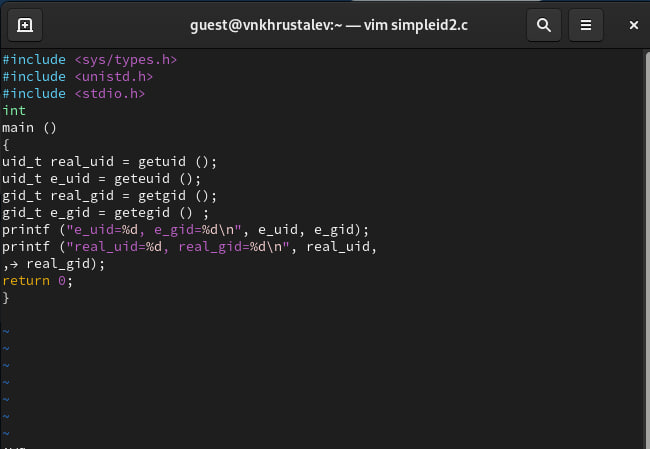 guest@vnkhrustalev:~ — vim simpleid2.c
#include <sys/types.h>
#include <unistd.h>
#include <stdio.h>
int
main ()
{
uid_t real_uid = getuid ();
uid_t e_uid = geteuid ();
gid_t real_gid = getgid ();
gid_t e_gid = getegid () ;
printf ("e_uid=%d, e_gid=%d\n", e_uid, e_gid);
printf ("real_uid=%d, real_gid=%d\n", real_uid,
,→ real_gid);
return 0;
}
~
~
~
~
~
~
~